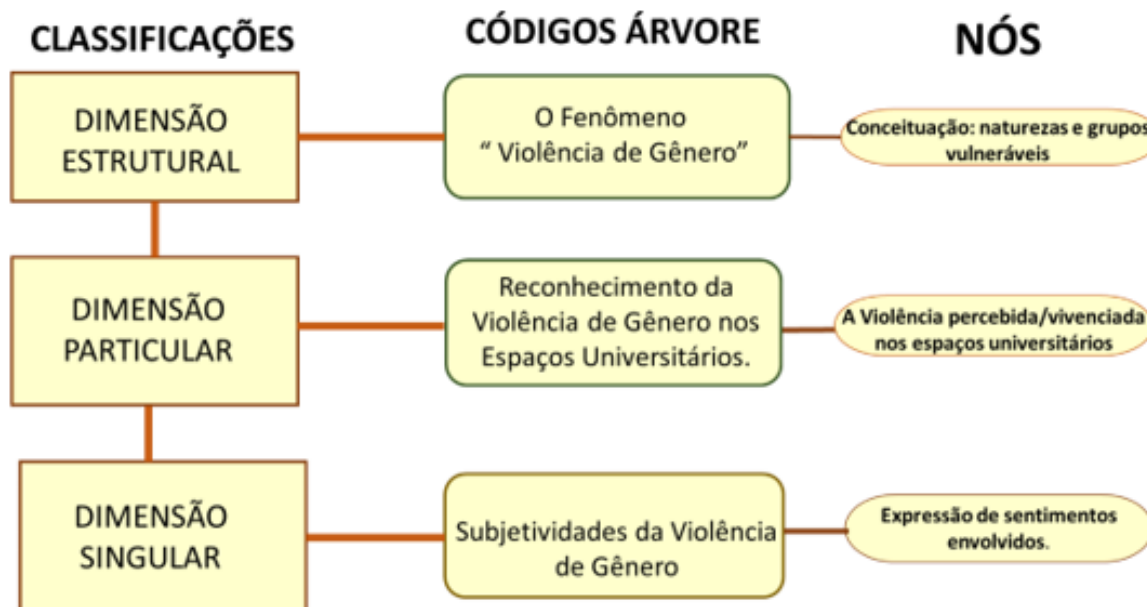 CLASSIFICAÇÕES
CÓDIGOS ÁRVORE
NÓS
DIMENSÃO
ESTRUTURAL
O Fenômeno
“ Violência de Gênero”
Conceituação: naturezas e grupos
vulneráveis
DIMENSÃO
PARTICULAR
Reconhecimento da
Violência de Gênero nos
Espaços Universitários.
A Violência percebida/vivenciada
nos espaços universitários
DIMENSÃO
SINGULAR
Subjetividades da Violência
de Gênero
Expressão de sentimentos
envolvidos.